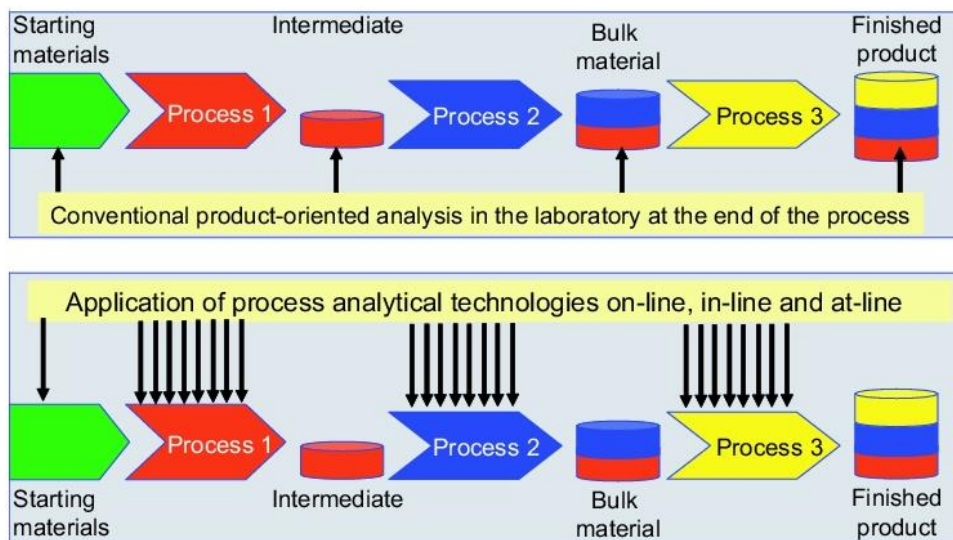 Starting
materials
Intermediate
Bulk
material
Finished
product
Process 1
Process 2
Process 3
Conventional product-oriented analysis in the laboratory at the end of the process
Application of process analytical technologies on-line, in-line and at-line
Process 1
Process 2
Process 3
Starting
materials
Intermediate
Bulk
material
Finished
product